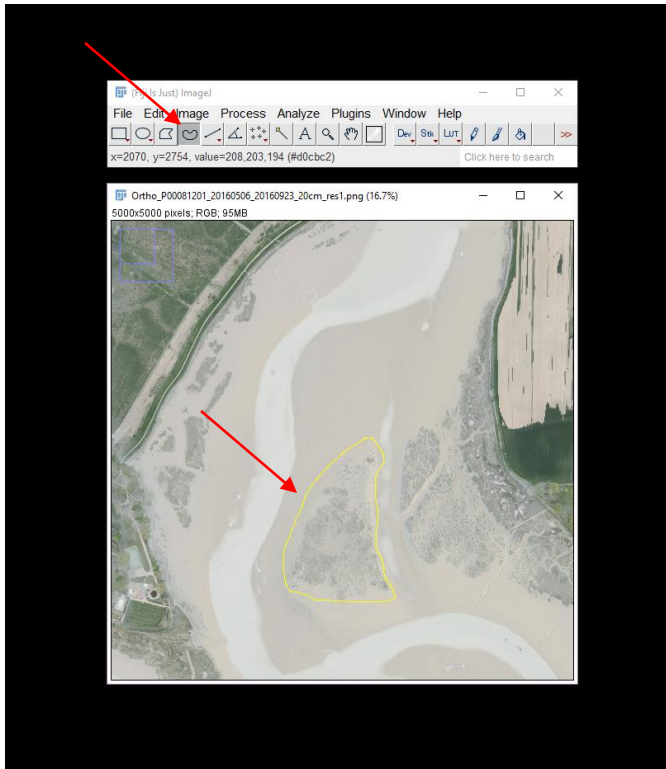 (Fiji Is Just) ImageJ
File Edit Image Process Analyze Plugins Window Help
A Dev Stk LUT >>
x=2070, y=2754, value=208,203,194 (#d0cbc2) Click here to search
Ortho_P00081201_20160506_20160923_20cm_res1.png (16.7%)
5000x5000 pixels; RGB; 95MB